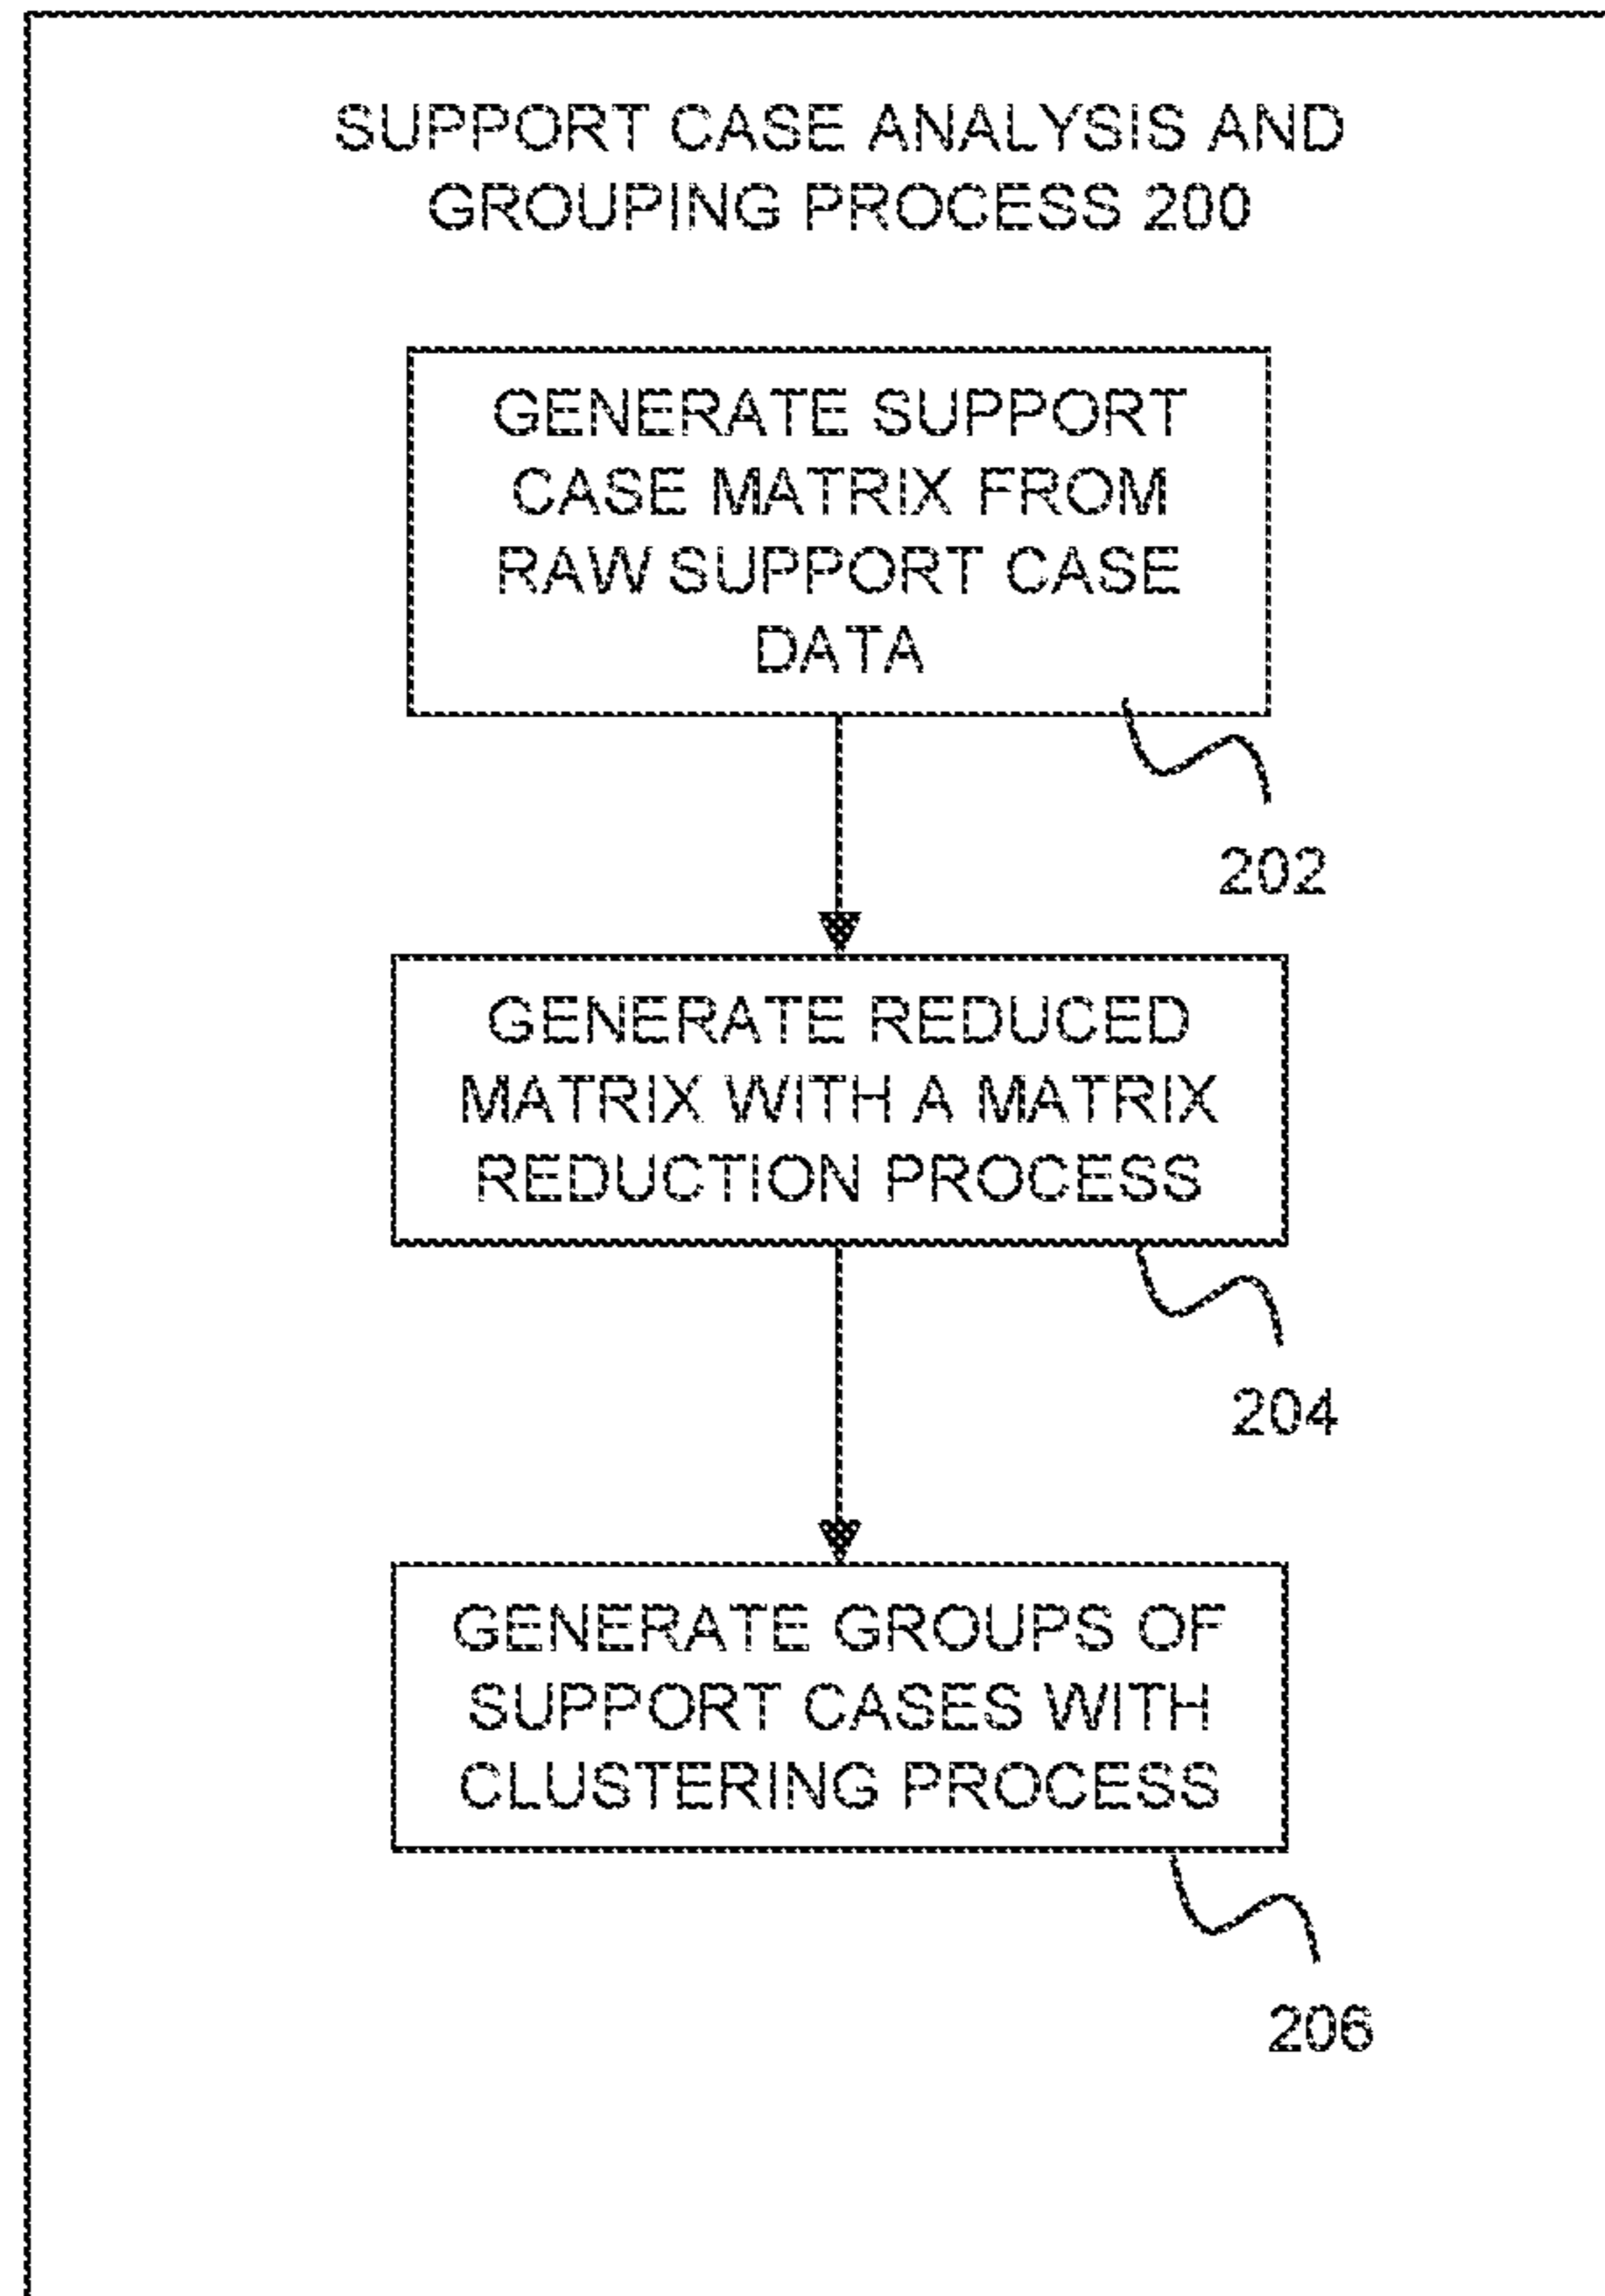 SUPPORT CASE ANALYSIS AND
GROUPING PROCESS 200
GENERATE SUPPORT
CASE MATRIX FROM
RAW SUPPORT CASE
DATA
202
GENERATE REDUCED
MATRIX WITH A MATRIX
REDUCTION PROCESS
204
GENERATE GROUPS OF
SUPPORT CASES WITH
CLUSTERING PROCESS
206